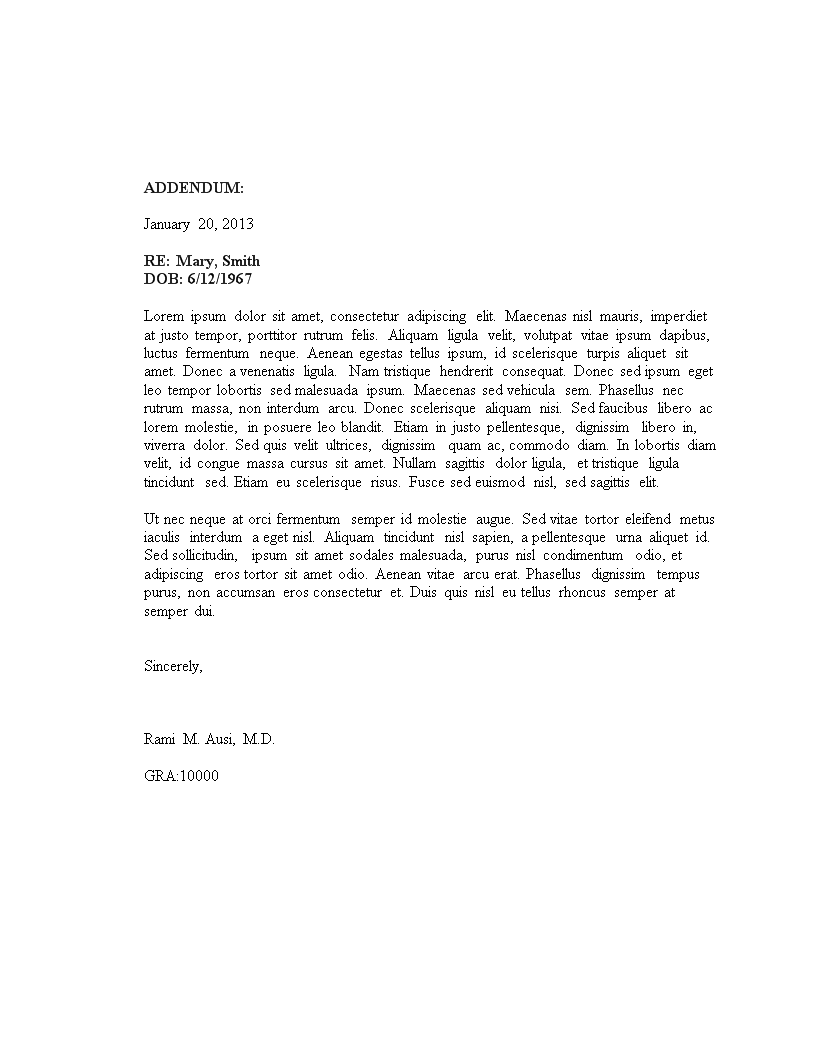 ADDENDUM:
January 20, 2013
RE: Mary, Smith
DOB: 6/12/1967
Lorem ipsum dolor sit amet, consectetur adipiscing elit. Maecenas nisl mauris, imperdiet
at justo tempor, porttitor rutrum felis. Aliquam ligula velit, volutpat vitae ipsum dapibus,
luctus fermentum neque. Aenean egestas tellus ipsum, id scelerisque turpis aliquet sit
amet. Donec a venenatis ligula. Nam tristique hendrerit consequat. Donec sed ipsum eget
leo tempor lobortis sed malesuada ipsum. Maecenas sed vehicula sem. Phasellus nec
rutrum massa, non interdum arcu. Donec scelerisque aliquam nisi. Sed faucibus libero ac
lorem molestie, in posuere leo blandit. Etiam in justo pellentesque, dignissim libero in,
viverra dolor. Sed quis velit ultrices, dignissim quam ac, commodo diam. In lobortis diam
velit, id congue massa cursus sit amet. Nullam sagittis dolor ligula, et tristique ligula
tincidunt sed. Etiam eu scelerisque risus. Fusce sed euismod nisl, sed sagittis elit.
Ut nec neque at orci fermentum semper id molestie augue. Sed vitae tortor eleifend metus
iaculis interdum a eget nisl. Aliquam tincidunt nisl sapien, a pellentesque urna aliquet id.
Sed sollicitudin, ipsum sit amet sodales malesuada, purus nisl condimentum odio, et
adipiscing eros tortor sit amet odio. Aenean vitae arcu erat. Phasellus dignissim tempus
purus, non accumsan eros consectetur et. Duis quis nisl eu tellus rhoncus semper at
semper dui.
Sincerely,
Rami M. Ausi, M.D.
GRA:10000